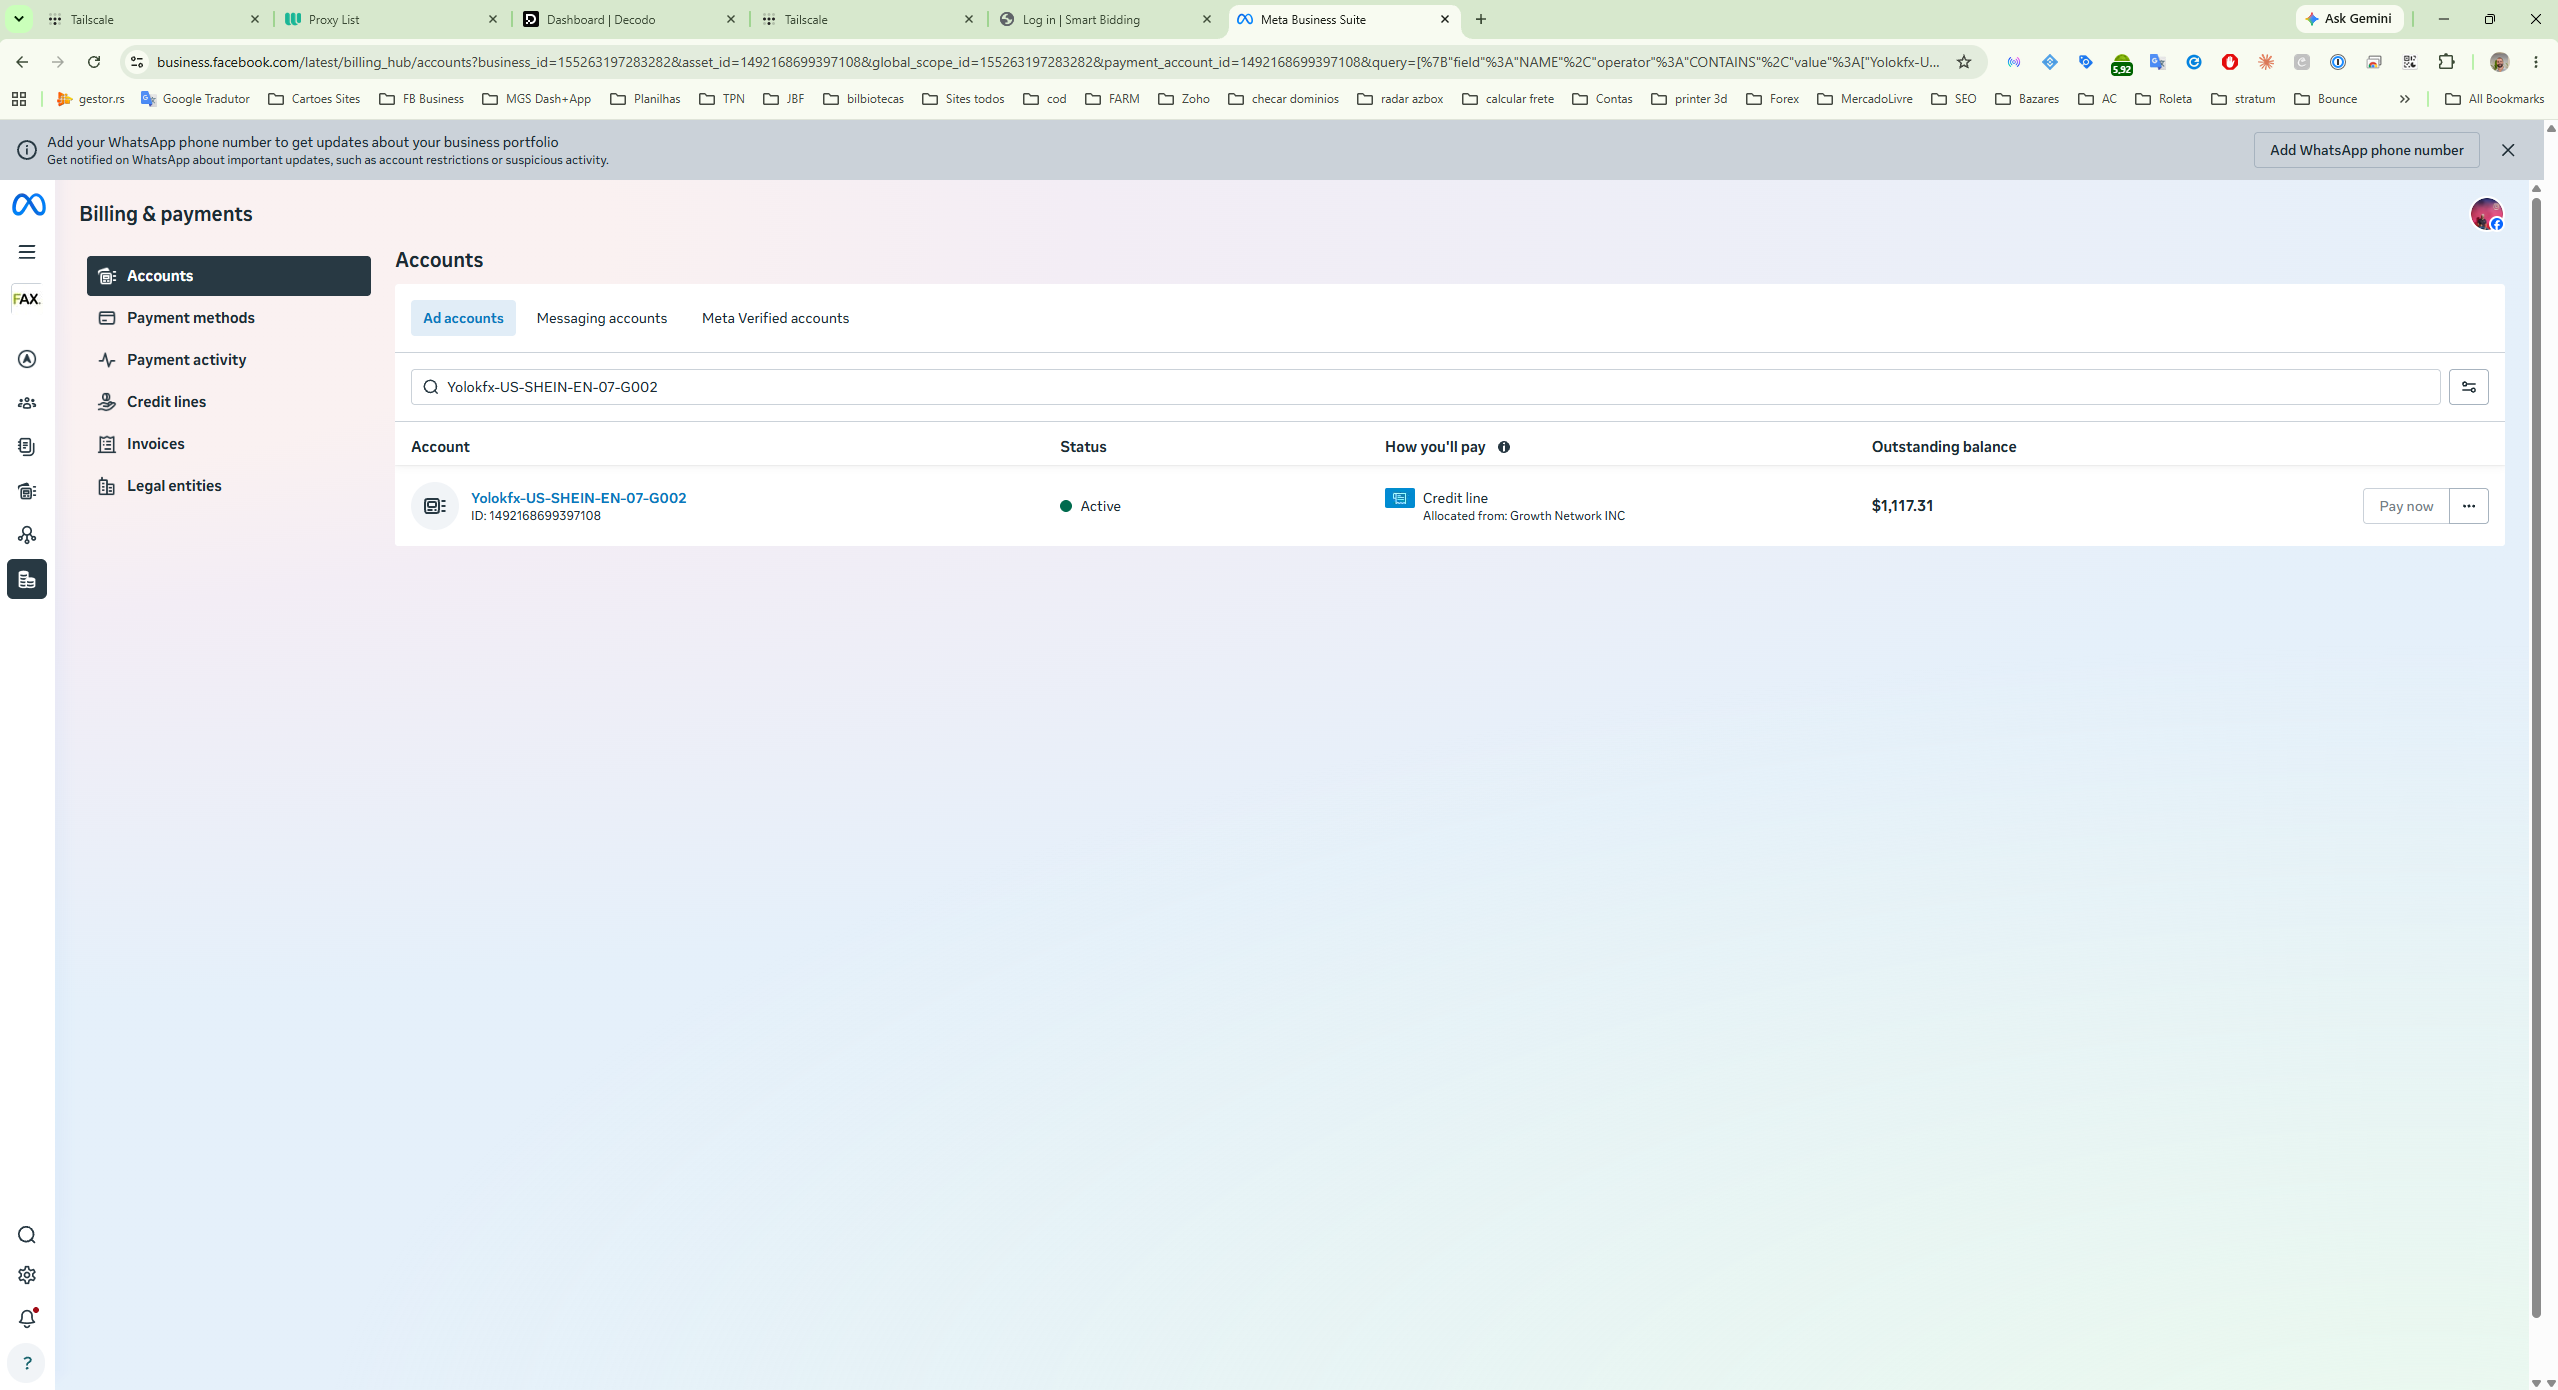 Tailscale
Proxy List
Dashboard | Decodo
Tailscale
Log in | Smart Bidding
Meta Business Suite
Ask Gemini
business.facebook.com/latest/billing_hub/accounts?business_id=155263197283282&asset_id=1492168699397108&global_scope_id=155263197283282&payment_account_id=1492168699397108&query=[%7B"field"%3A"NAME"%2C"operator"%3A"CONTAINS"%2C"value"%3A["Yolokfx-U...
5,92
gestor.rs
Google Tradutor
Cartoes Sites
FB Business
MGS Dash+App
Planilhas
TPN
JBF
bilbiotecas
Sites todos
cod
FARM
Zoho
checar dominios
radar azbox
calcular frete
Contas
printer 3d
Forex
MercadoLivre
SEO
Bazares
AC
Roleta
stratum
Bounce
All Bookmarks
Add your WhatsApp phone number to get updates about your business portfolio
Get notified on WhatsApp about important updates, such as account restrictions or suspicious activity.
Add WhatsApp phone number
Billing & payments
FAX.
Accounts
Payment methods
Payment activity
Credit lines
Invoices
Legal entities
Accounts
Ad accounts
Messaging accounts
Meta Verified accounts
Yolokfx-US-SHEIN-EN-07-G002
Account
Status
How you'll pay
Outstanding balance
Yolokfx-US-SHEIN-EN-07-G002
ID: 1492168699397108
Active
Credit line
Allocated from: Growth Network INC
$1,117.31
Pay now
?